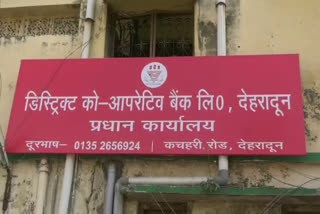 डिस्ट्रिक्ट को-आपरेटिव बैंक लि0, देहरादून
प्रधान कार्यालय
दूरभाष- 0135 2656924 | कचहरी रोड, देहरादून